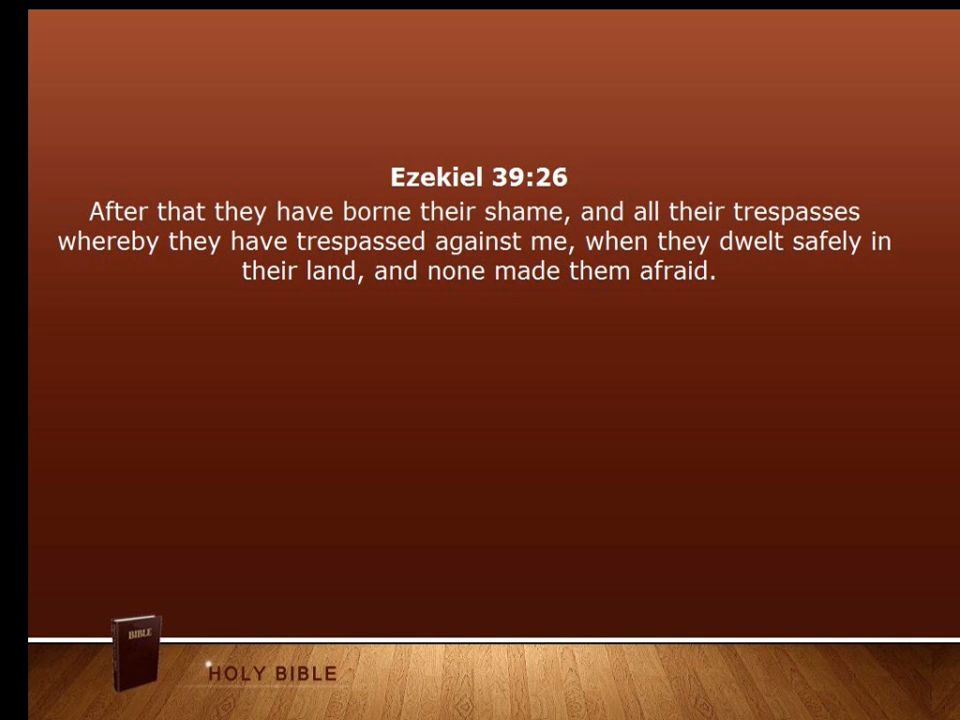 Ezekiel 39:26
After that they have borne their shame, and all their trespasses
whereby they have trespassed against me, when they dwelt safely in
their land, and none made them afraid.
BIBLE
HOLY BIBLE